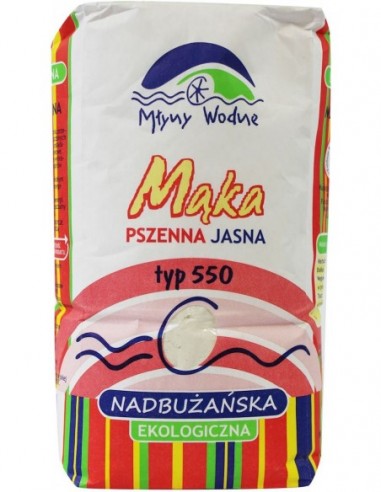 Młyny Wodne
Mąka
PSZENNA JASNA
typ 550
NADBUŻAŃSKA
EKOLOGICZNA